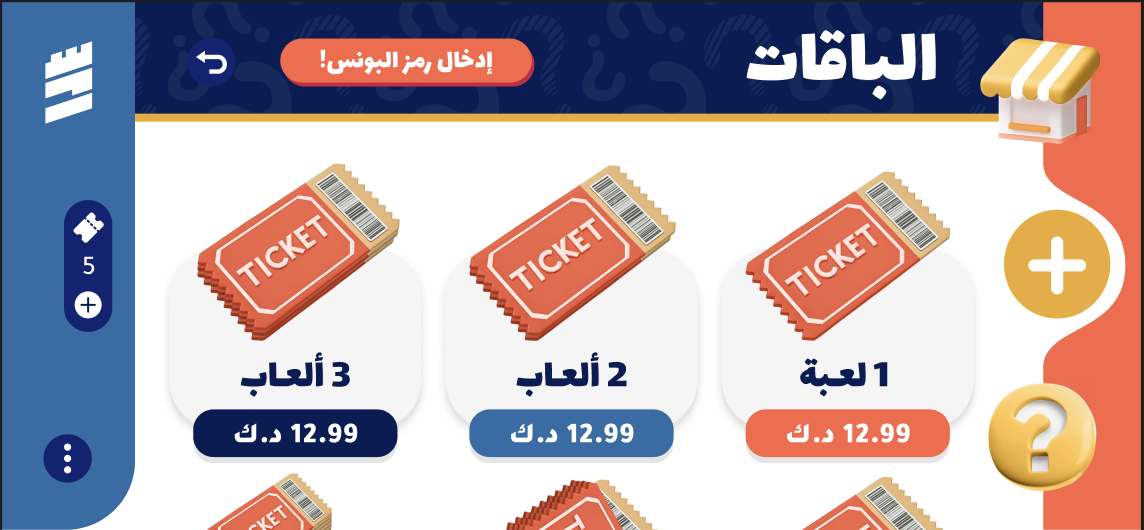 الباقات
إدخال رمز البونس!
5
TICKET
TICKET
TICKET
1 لعبة
2 ألعاب
3 ألعاب
12.99 د.ك
12.99 د.ك
12.99 د.ك